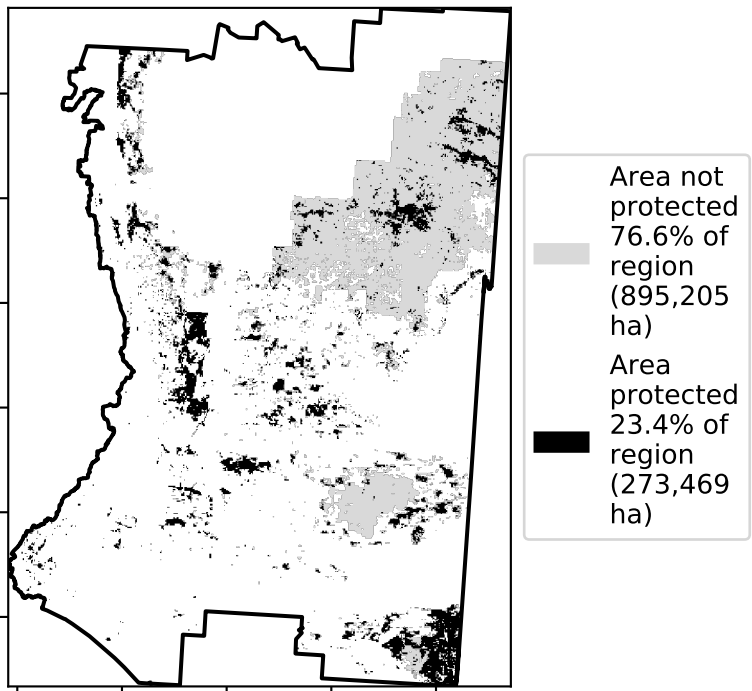 Area not
protected
76.6% of
region
(895,205
ha)
Area
protected
23.4% of
region
(273,469
ha)